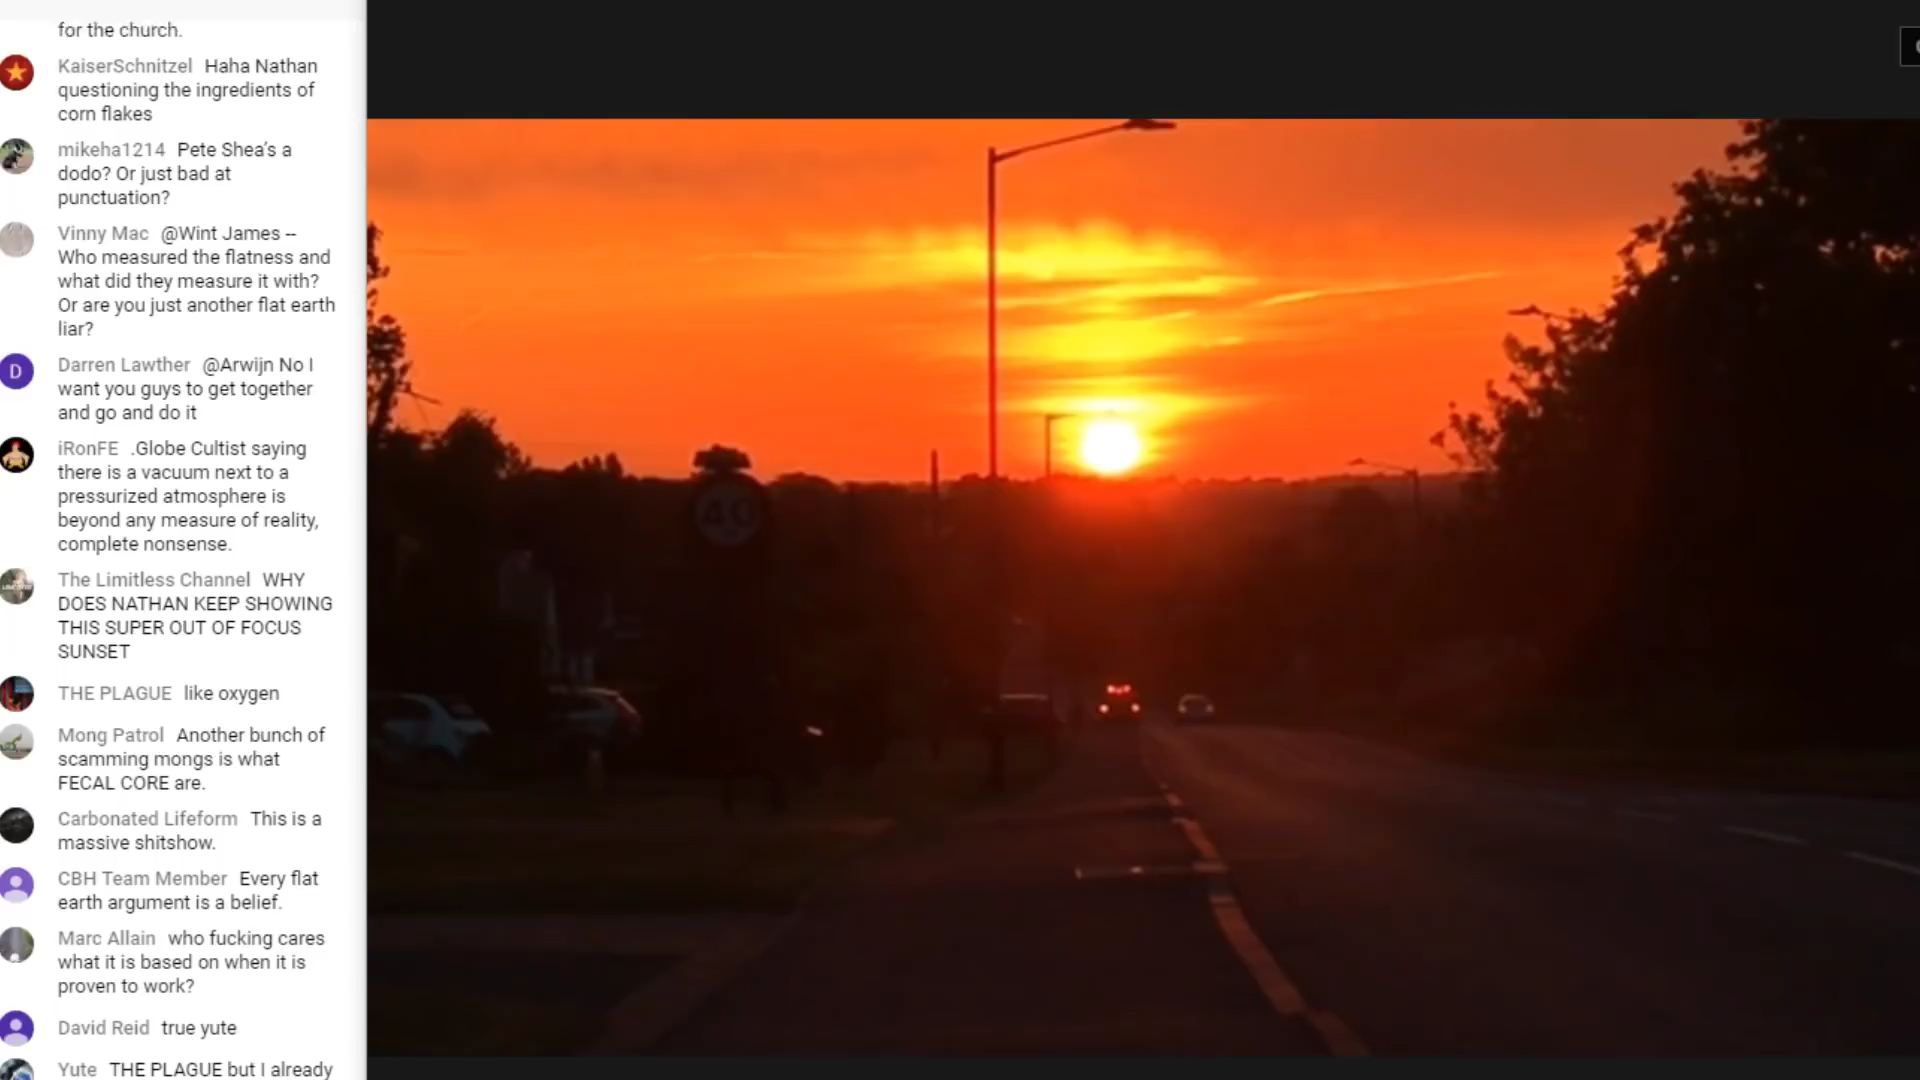 for the church.
KaiserSchnitzel Haha Nathan
questioning the ingredients of
corn flakes
mikeha1214 Pete Shea's a
dodo? Or just bad at
punctuation?
Vinny Mac @Wint James --
Who measured the flatness and
what did they measure it with?
Or are you just another flat earth
liar?
D
Darren Lawther @Arwijn No I
want you guys to get together
and go and do it
iRonFE .Globe Cultist saying
there is a vacuum next to a
pressurized atmosphere is
beyond any measure of reality,
complete nonsense.
The Limitless Channel WHY
DOES NATHAN KEEP SHOWING
THIS SUPER OUT OF FOCUS
SUNSET
THE PLAGUE like oxygen
Mong Patrol Another bunch of
scamming mongs is what
FECAL CORE are.
Carbonated Lifeform This is a
massive shitshow.
CBH Team Member Every flat
earth argument is a belief.
Marc Allain who fucking cares
what it is based on when it is
proven to work?
David Reid true yute
Yute THE PLAGUE but I already
40